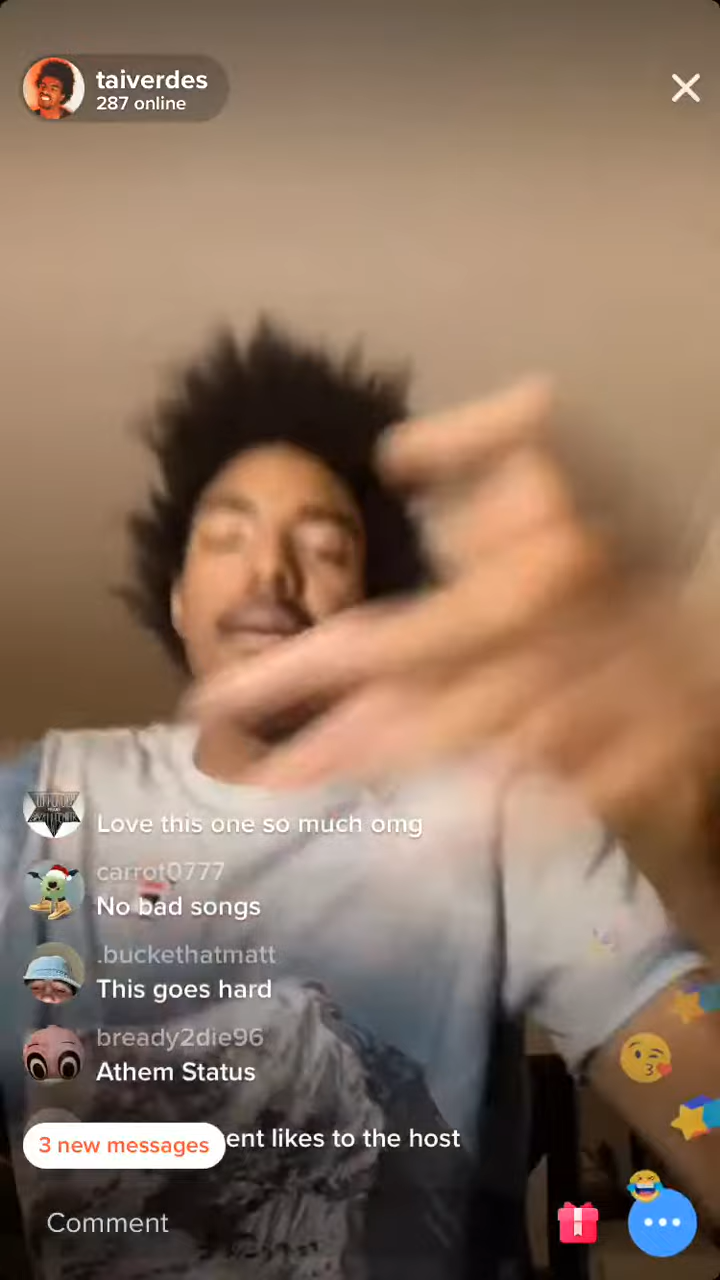 taiverdes
287 online
Love this one so much omg
carrot0777
No bad songs
.buckethatmatt
This goes hard
bready2die96
Athem Status
3 new messages
ent likes to the host
Comment